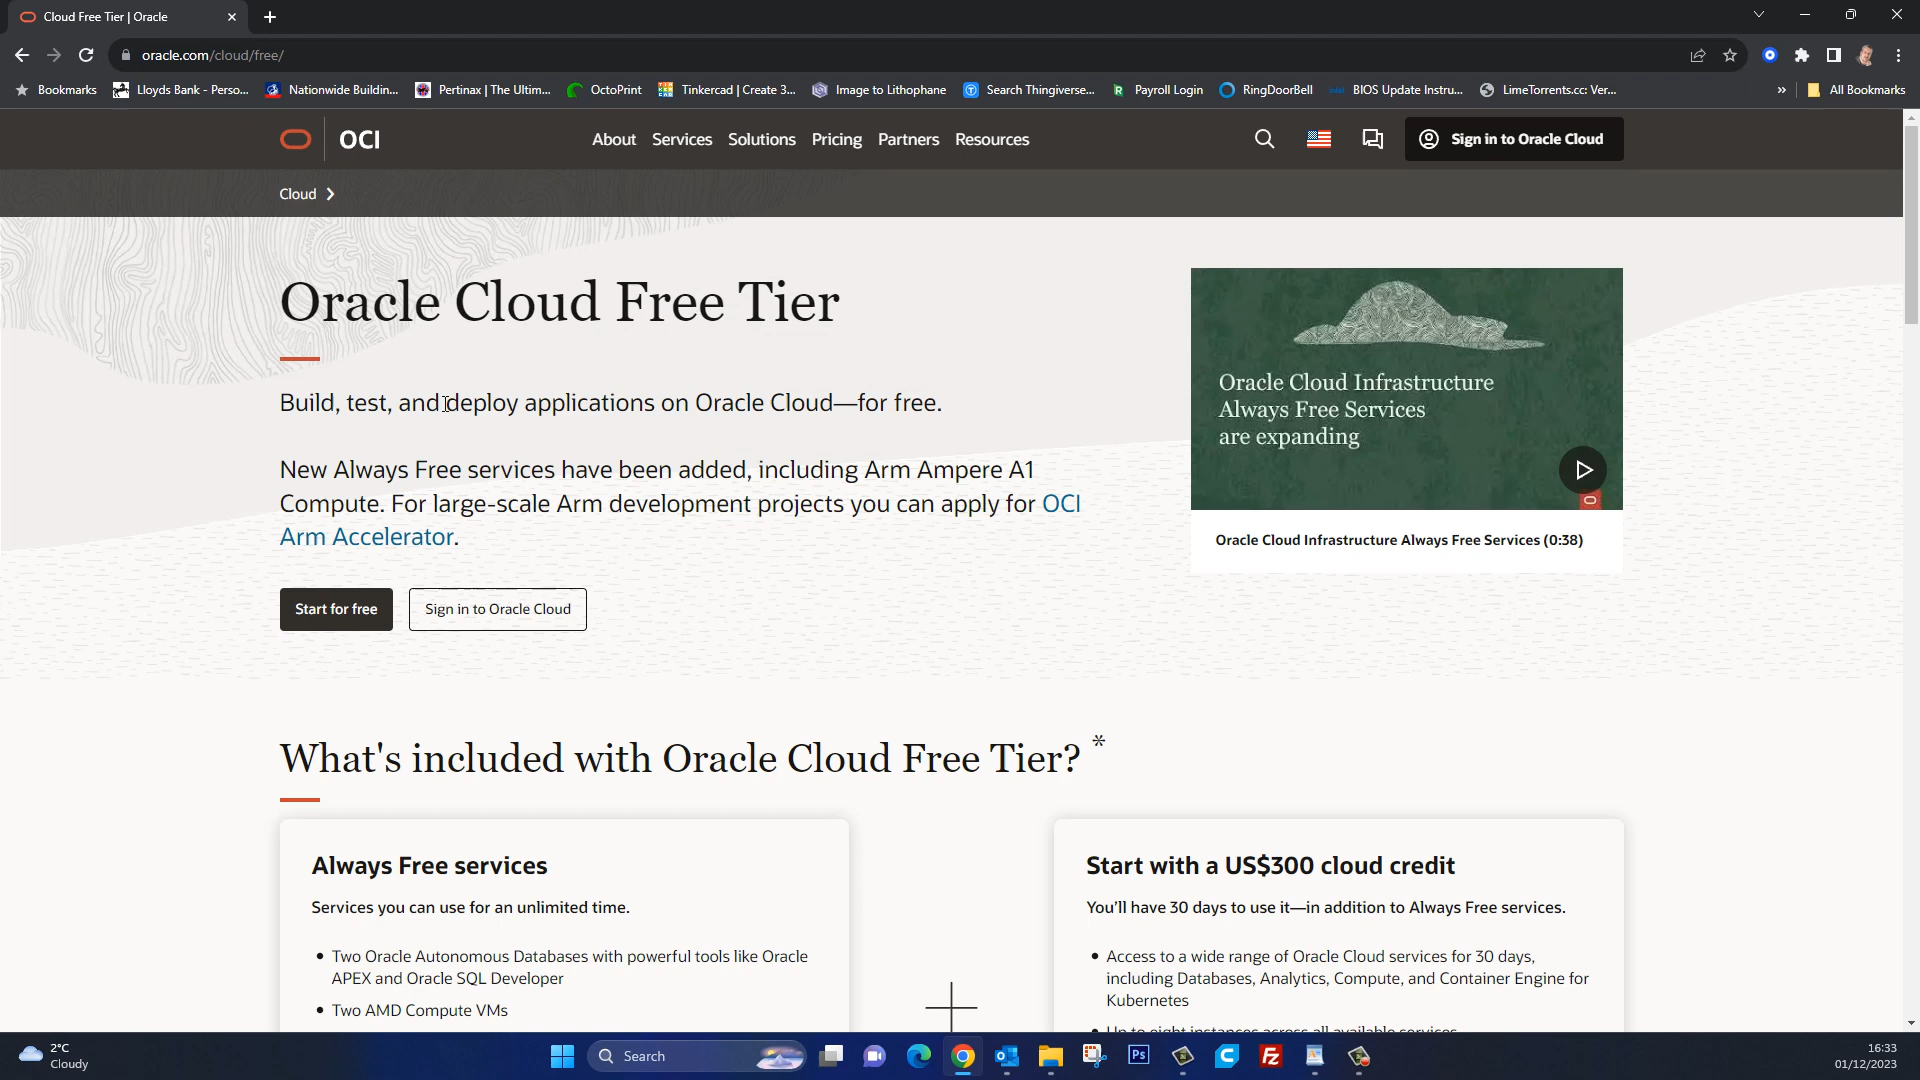 Cloud Free Tier | Oracle
oracle.com/cloud/free/
Bookmarks
Lloyds Bank - Perso...
Nationwide Buildin...
Pertinax | The Ultim...
OctoPrint
Tinkercad | Create 3...
Image to Lithophane
Search Thingiverse...
Payroll Login
RingDoorBell
BIOS Update Instru...
LimeTorrents.cc: Ver...
»
All Bookmarks
OCI
About
Services
Solutions
Pricing
Partners
Resources
Sign in to Oracle Cloud
Cloud
Oracle Cloud Free Tier
Build, test, and deploy applications on Oracle Cloud—for free.
New Always Free services have been added, including Arm Ampere A1
Compute. For large-scale Arm development projects you can apply for OCI
Arm Accelerator.
Start for free
Sign in to Oracle Cloud
Oracle Cloud Infrastructure
Always Free Services
are expanding
Oracle Cloud Infrastructure Always Free Services (0:38)
What's included with Oracle Cloud Free Tier? *
Always Free services
Services you can use for an unlimited time.
• Two Oracle Autonomous Databases with powerful tools like Oracle
APEX and Oracle SQL Developer
• Two AMD Compute VMs
Start with a US$300 cloud credit
You'll have 30 days to use it—in addition to Always Free services.
• Access to a wide range of Oracle Cloud services for 30 days,
including Databases, Analytics, Compute, and Container Engine for
Kubernetes
• Up to eight instances across all available services
2°C
Cloudy
Search
Ps
Fz
16:33
01/12/2023